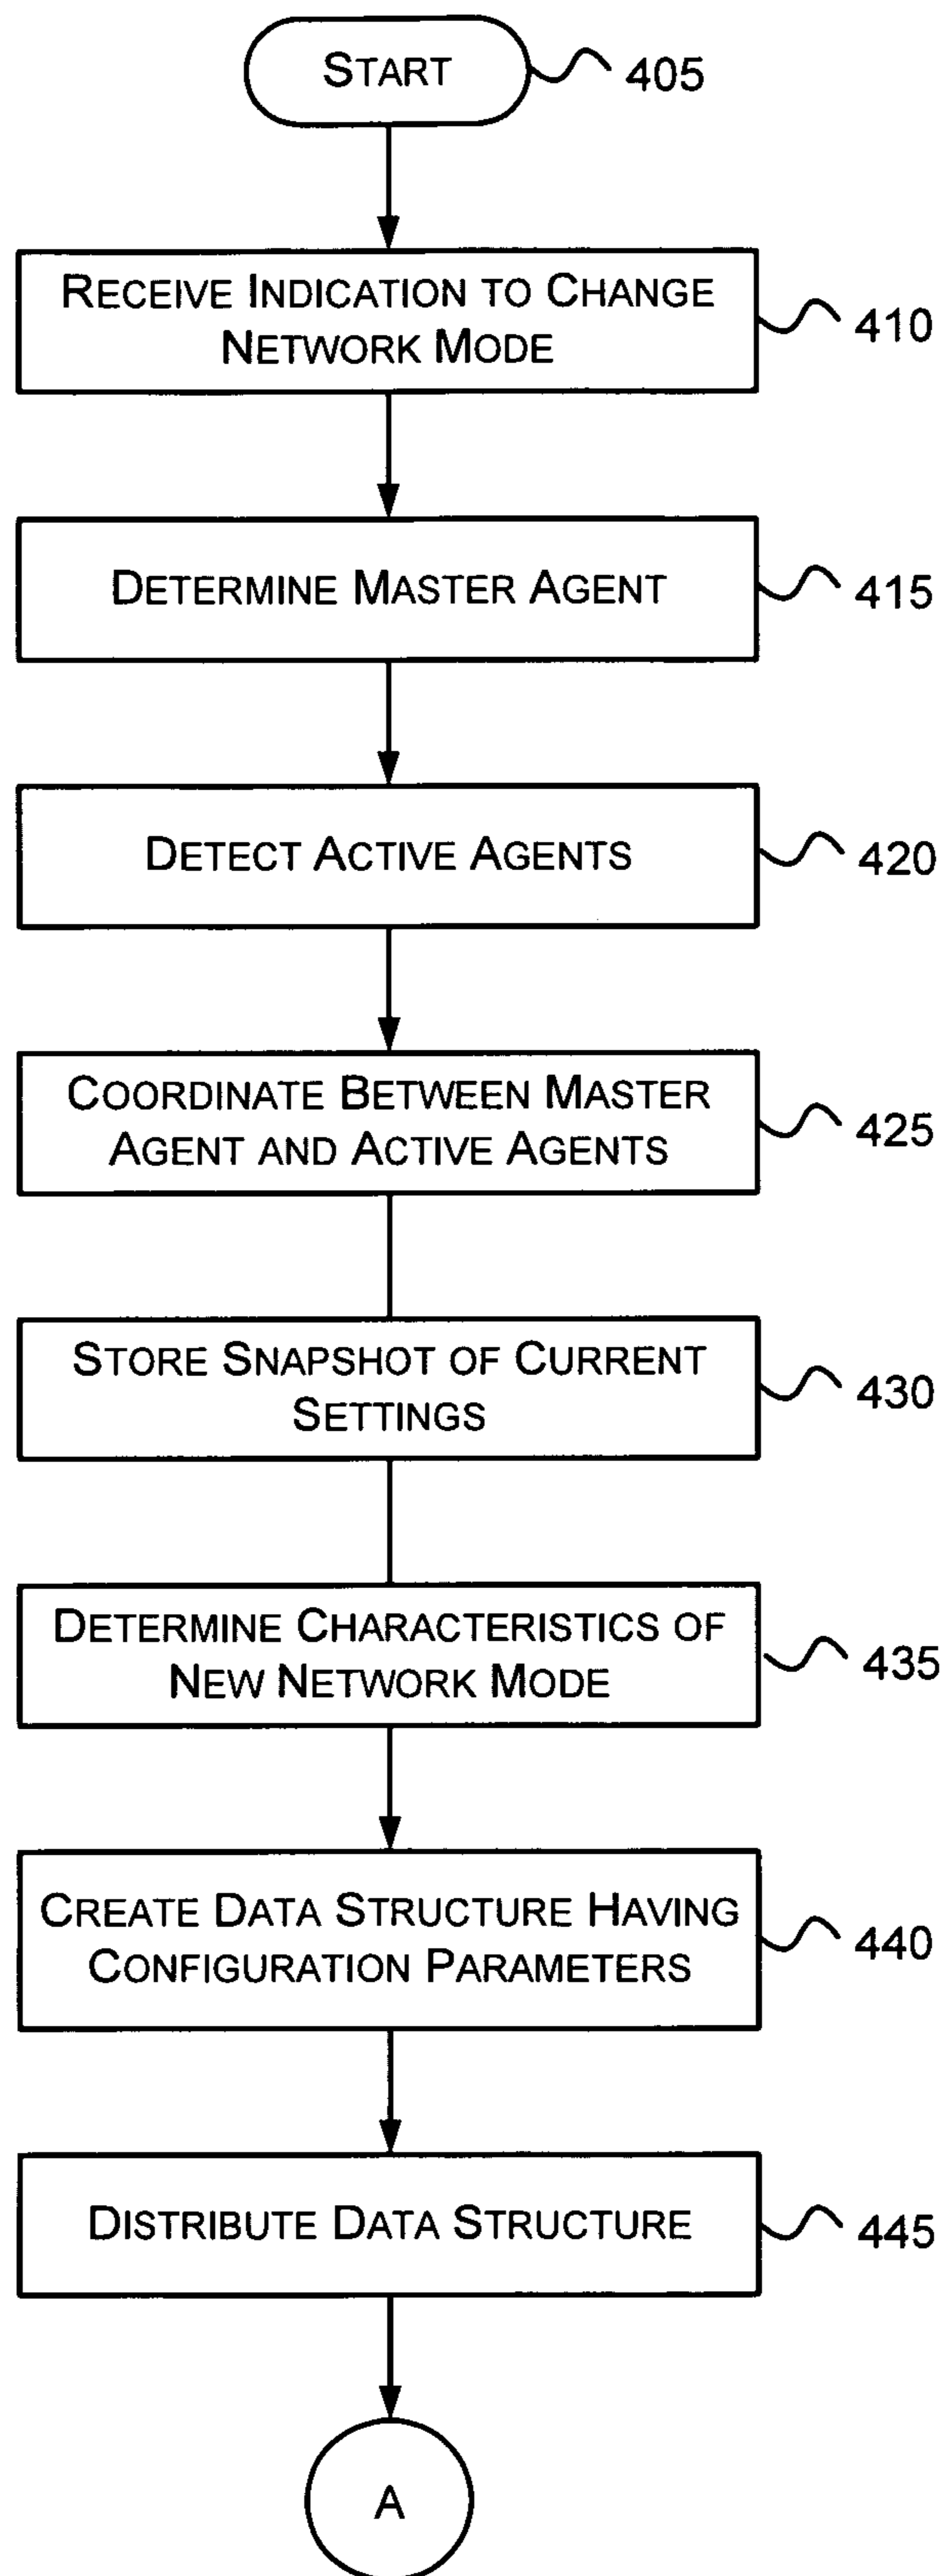 START
405
RECEIVE INDICATION TO CHANGE
NETWORK MODE
410
DETERMINE MASTER AGENT
415
DETECT ACTIVE AGENTS
420
COORDINATE BETWEEN MASTER
AGENT AND ACTIVE AGENTS
425
STORE SNAPSHOT OF CURRENT
SETTINGS
430
DETERMINE CHARACTERISTICS OF
NEW NETWORK MODE
435
CREATE DATA STRUCTURE HAVING
CONFIGURATION PARAMETERS
440
DISTRIBUTE DATA STRUCTURE
445
A